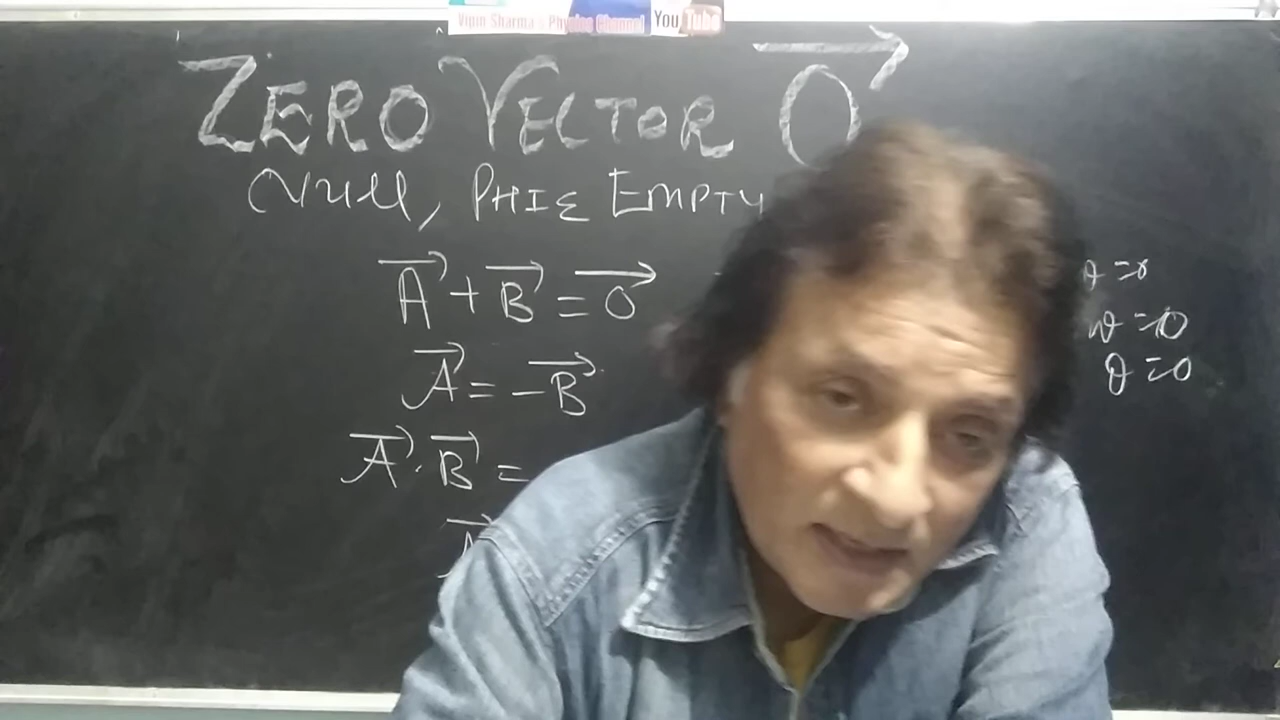 Vipin Sharma's Physics Channel YouTube
ZERO VECTOR O⃗
Null, PHIE EMPTY
A⃗ + B⃗ = O⃗
A⃗ = -B⃗
A⃗ · B⃗ =
=0
θ=0